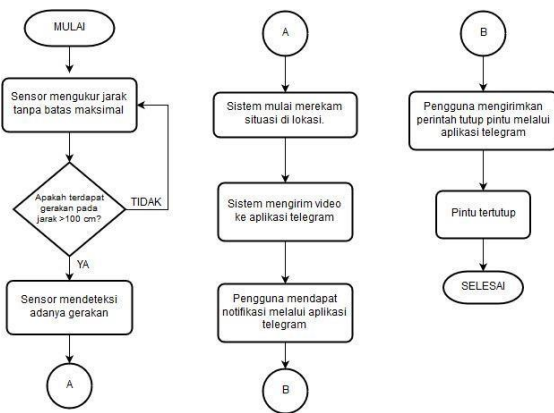 MULAI
Sensor mengukur jarak
tanpa batas maksimal
Apakah terdapat
gerakan pada
jarak >100 cm?
TIDAK
YA
Sensor mendeteksi
adanya gerakan
A
A
Sistem mulai merekam
situasi di lokasi.
Sistem mengirim video
ke aplikasi telegram
Pengguna mendapat
notifikasi melalui aplikasi
telegram
B
B
Pengguna mengirimkan
perintah tutup pintu melalui
aplikasi telegram
Pintu tertutup
SELESAI